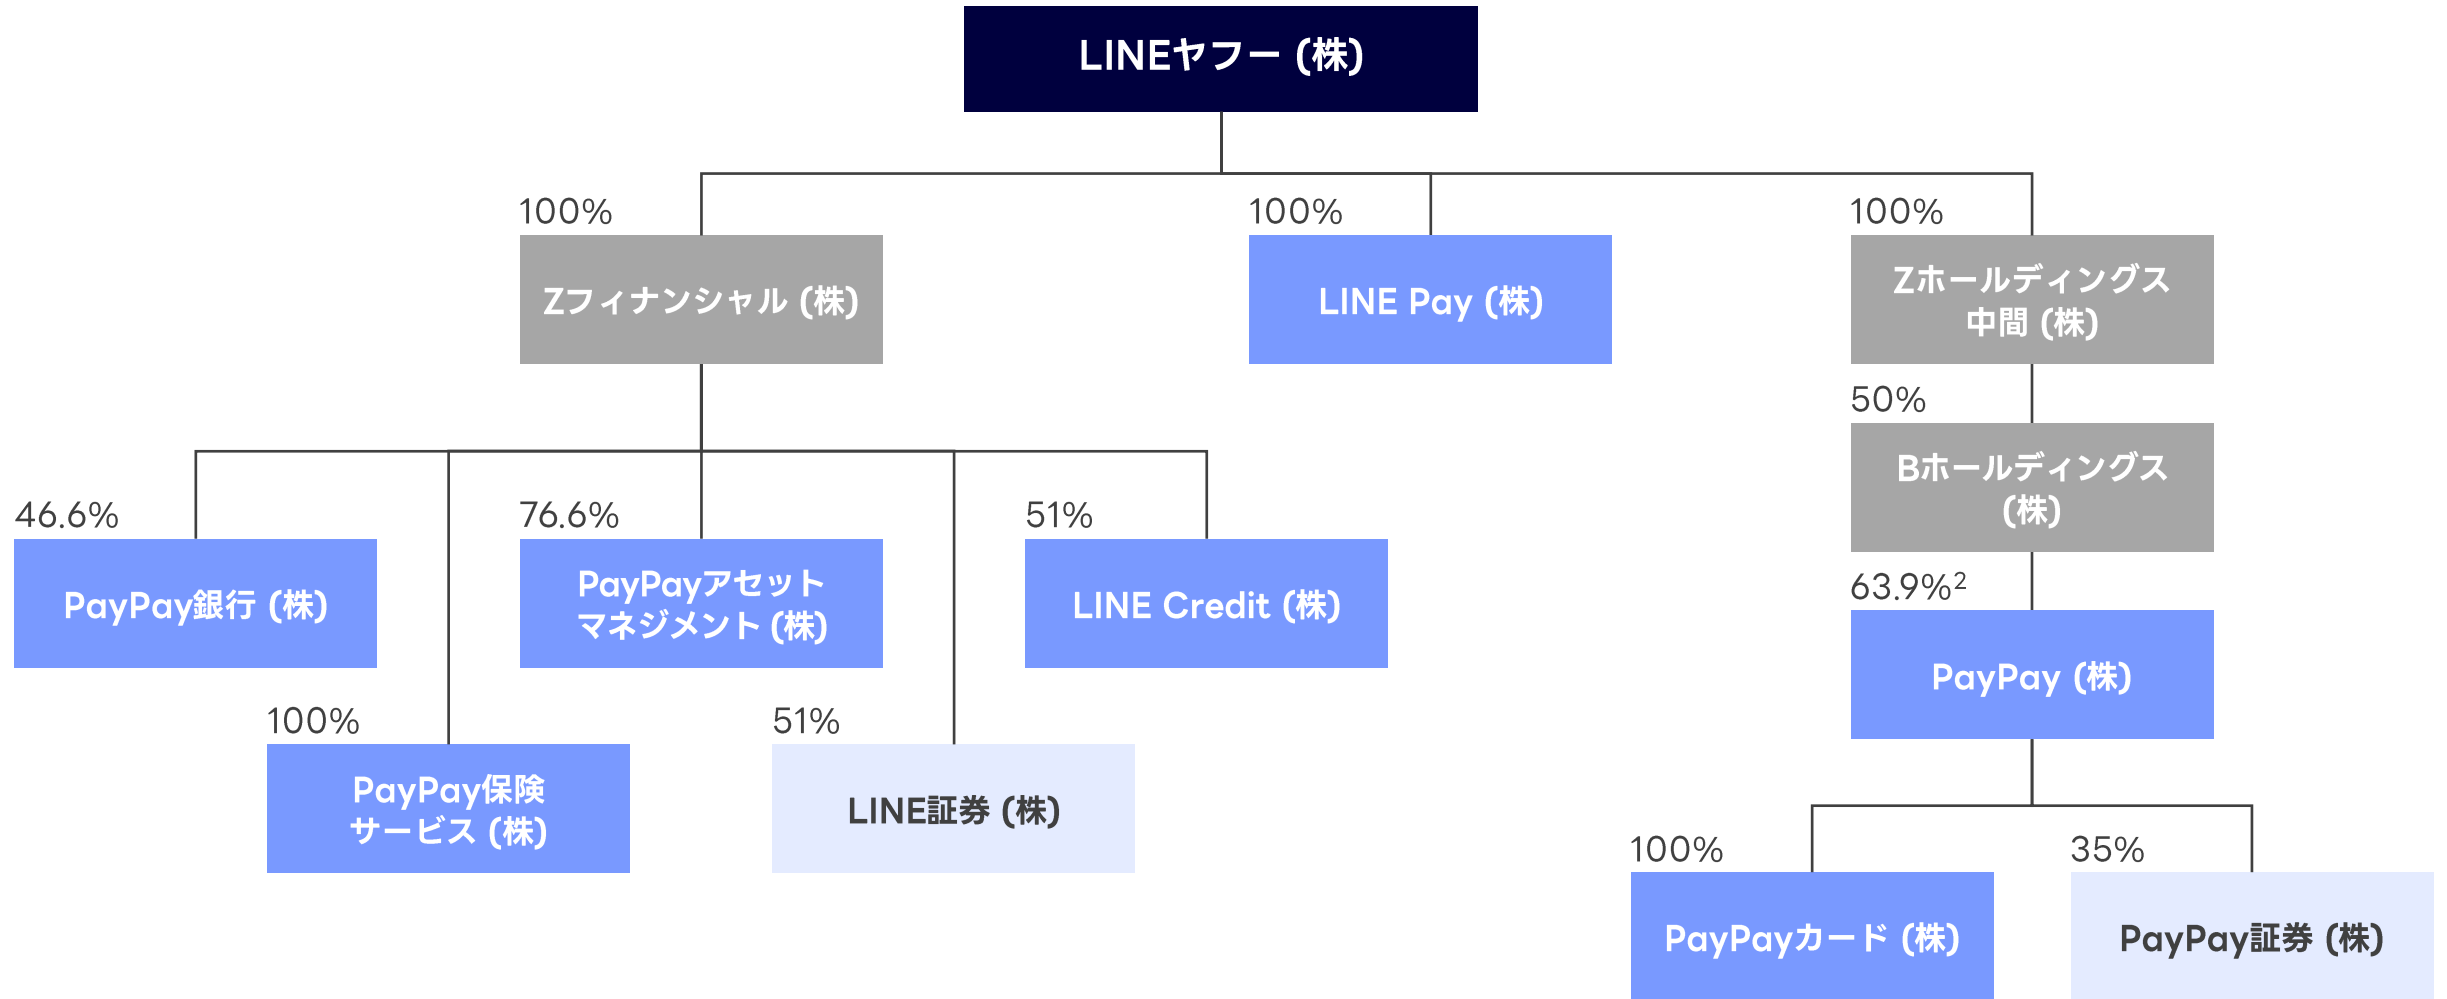 LINEヤフー (株)
100%
100%
100%
Zフィナンシャル (株)
LINE Pay (株)
Zホールディングス
中間 (株)
50%
Bホールディングス
(株)
46.6%
76.6%
51%
PayPay銀行 (株)
PayPayアセット
マネジメント (株)
LINE Credit (株)
63.9%²
PayPay (株)
100%
51%
PayPay保険
サービス (株)
LINE証券 (株)
100%
35%
PayPayカード (株)
PayPay証券 (株)